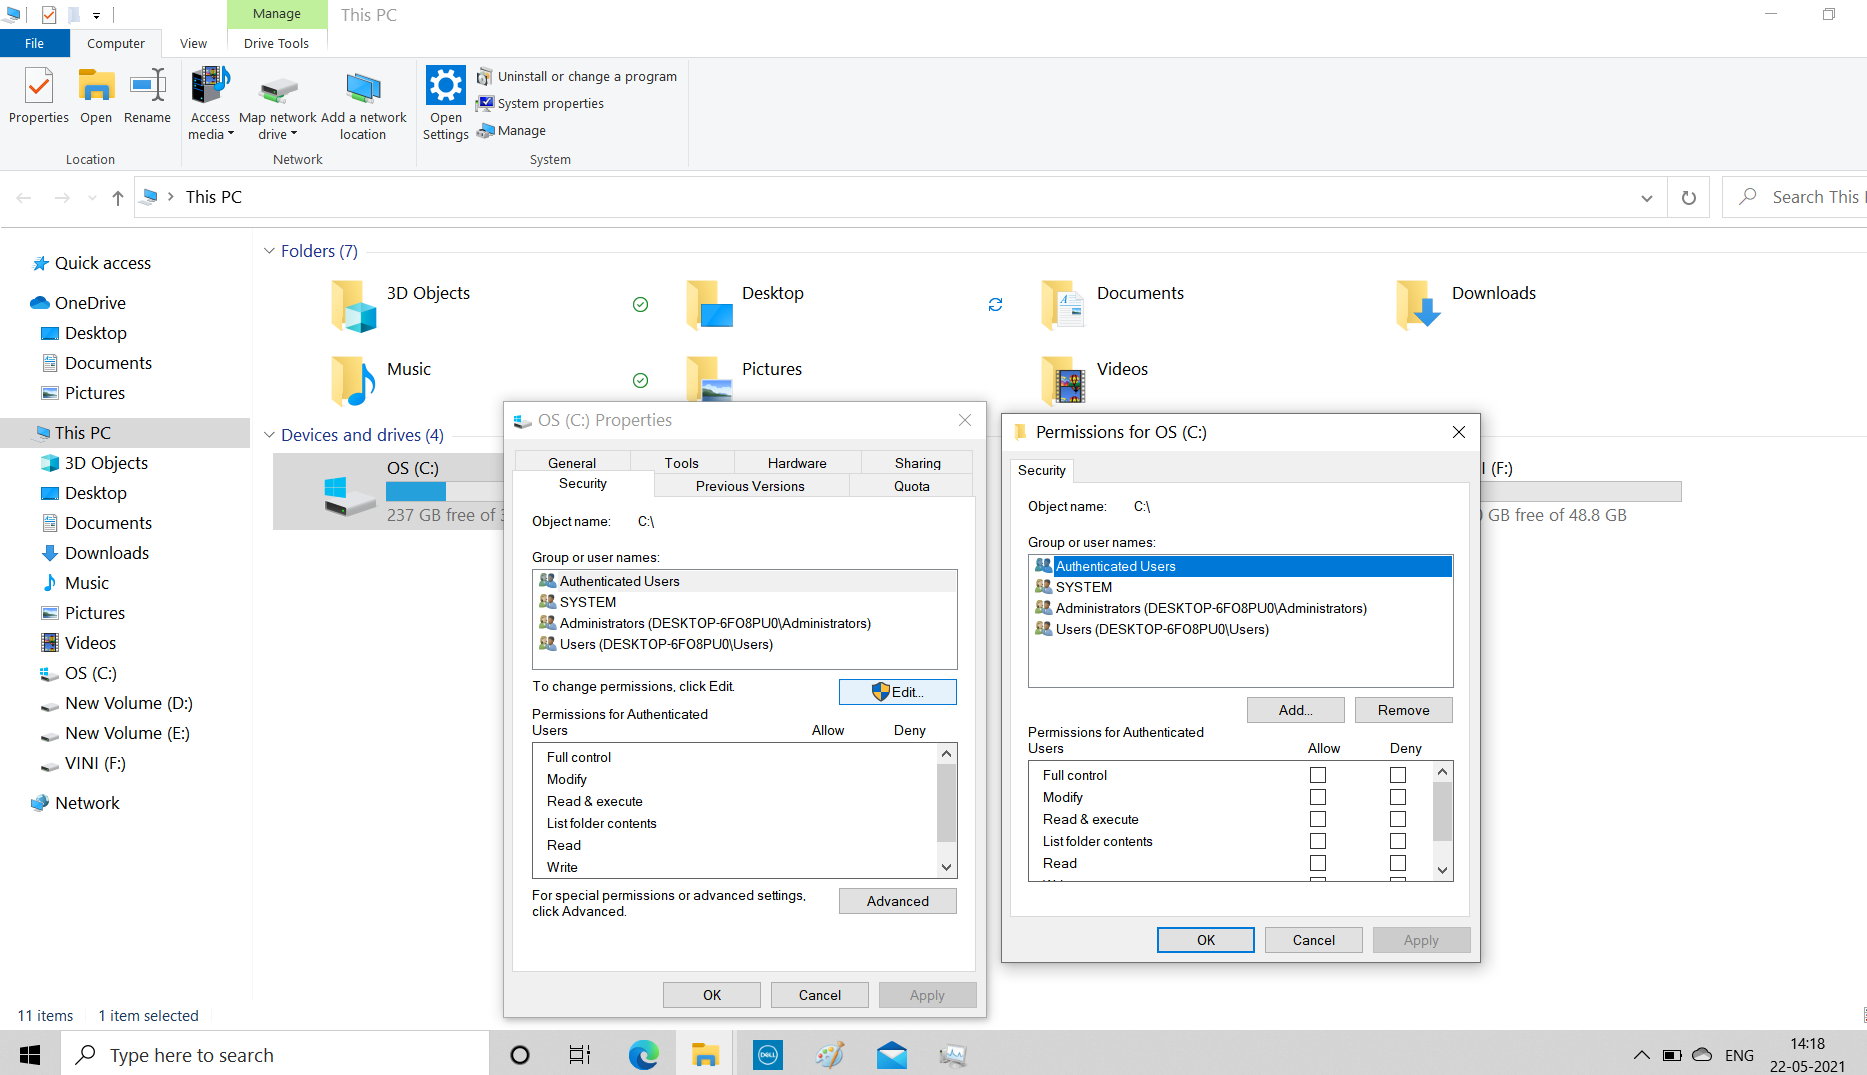 Manage
This PC
File
Computer
View
Drive Tools
Properties
Open
Rename
Access media
Map network drive
Add a network location
Open Settings
Uninstall or change a program
System properties
Manage
Location
Network
System
This PC
Search This
Quick access
OneDrive
Desktop
Documents
Pictures
This PC
3D Objects
Desktop
Documents
Downloads
Music
Pictures
Videos
OS (C:)
New Volume (D:)
New Volume (E:)
VINI (F:)
Network
Folders (7)
3D Objects
Desktop
Documents
Downloads
Music
Pictures
Videos
Devices and drives (4)
OS (C:)
237 GB free of
I (F:)
GB free of 48.8 GB
OS (C:) Properties
General
Tools
Hardware
Sharing
Security
Previous Versions
Quota
Object name: C:\
Group or user names:
Authenticated Users
SYSTEM
Administrators (DESKTOP-6FO8PU0\Administrators)
Users (DESKTOP-6FO8PU0\Users)
To change permissions, click Edit.
Edit...
Permissions for Authenticated
Users
Allow
Deny
Full control
Modify
Read & execute
List folder contents
Read
Write
For special permissions or advanced settings,
click Advanced.
Advanced
OK
Cancel
Apply
Permissions for OS (C:)
Security
Object name: C:\
Group or user names:
Authenticated Users
SYSTEM
Administrators (DESKTOP-6FO8PU0\Administrators)
Users (DESKTOP-6FO8PU0\Users)
Add...
Remove
Permissions for Authenticated
Users
Allow
Deny
Full control
Modify
Read & execute
List folder contents
Read
OK
Cancel
Apply
11 items
1 item selected
Type here to search
DELL
ENG
14:18
22-05-2021